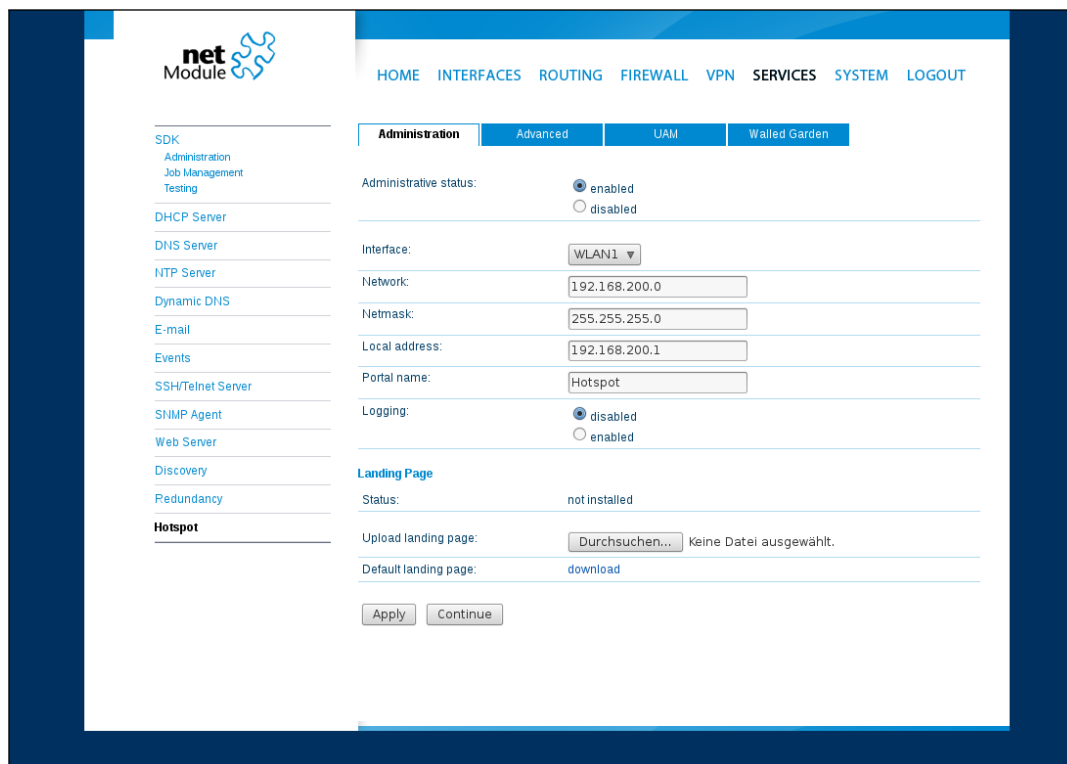 net
Module
HOME INTERFACES ROUTING FIREWALL VPN SERVICES SYSTEM LOGOUT
SDK
Administration
Job Management
Testing
DHCP Server
DNS Server
NTP Server
Dynamic DNS
E-mail
Events
SSH/Telnet Server
SNMP Agent
Web Server
Discovery
Redundancy
Hotspot
Administration Advanced UAM Walled Garden
Administrative status: enabled
disabled
Interface: WLAN1
Network: 192.168.200.0
Netmask: 255.255.255.0
Local address: 192.168.200.1
Portal name: Hotspot
Logging: disabled
enabled
Landing Page
Status: not installed
Upload landing page: Durchsuchen... Keine Datei ausgewählt.
Default landing page: download
Apply Continue